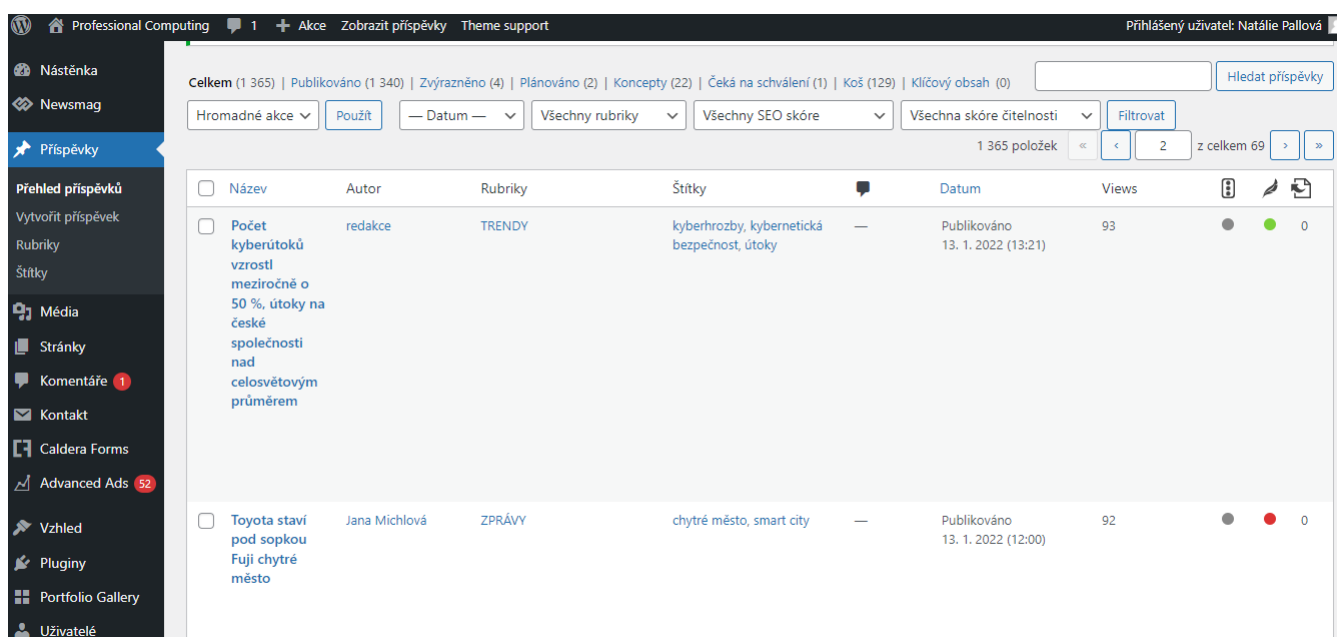 Professional Computing 1 + Akce Zobrazit příspěvky Theme support Přihlášený uživatel: Natálie Pallová
Nástěnka
Newsmag
Příspěvky
Přehled příspěvků
Vytvořit příspěvek
Rubriky
Štítky
Média
Stránky
Komentáře 1
Kontakt
Caldera Forms
Advanced Ads 52
Vzhled
Pluginy
Portfolio Gallery
Uživatelé
Celkem (1 365) | Publikováno (1 340) | Zvýrazněno (4) | Plánováno (2) | Koncepty (22) | Čeká na schválení (1) | Koš (129) | Klíčový obsah (0)
Hledat příspěvky
Hromadné akce Použít — Datum — Všechny rubriky Všechny SEO skóre Všechna skóre čitelnosti Filtrovat
1 365 položek « ‹ 2 z celkem 69 › »
Název Autor Rubriky Štítky Datum Views
Počet redakce TRENDY kyberhrozby, kybernetická — Publikováno 93 0
kyberútoků bezpečnost, útoky 13. 1. 2022 (13:21)
vzrostl
meziročně o
50 %, útoky na
české
společnosti
nad
celosvětovým
průměrem
Toyota staví Jana Michlová ZPRÁVY chytré město, smart city — Publikováno 92 0
pod sopkou 13. 1. 2022 (12:00)
Fuji chytré
město